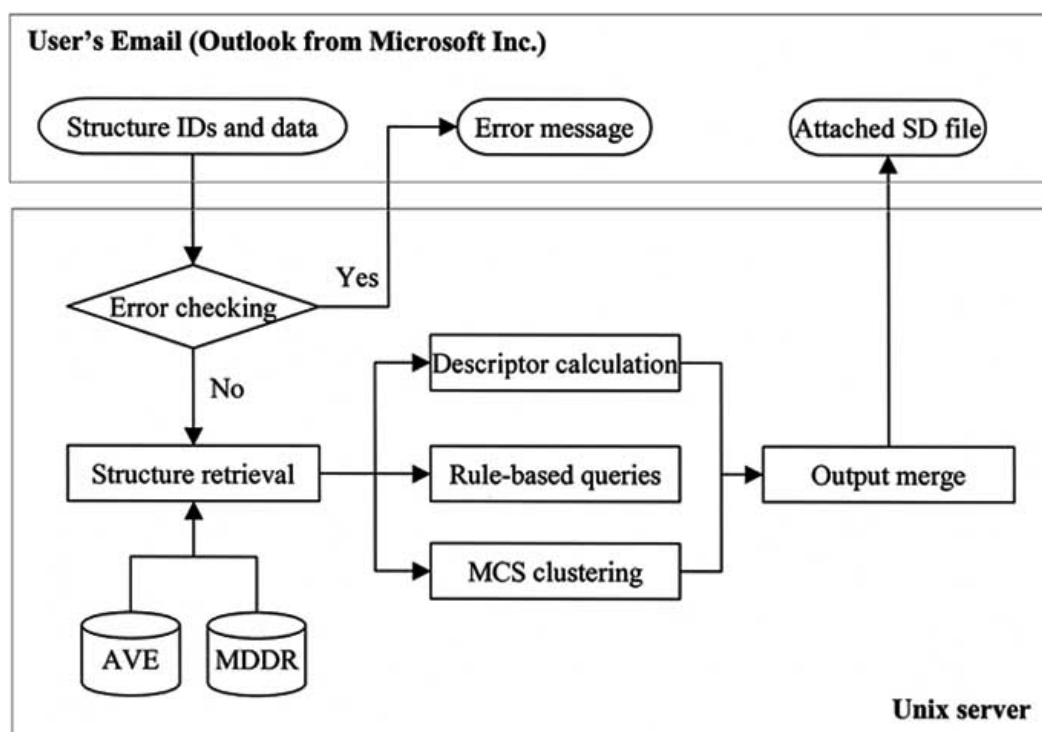 User's Email (Outlook from Microsoft Inc.)
Structure IDs and data
Error message
Attached SD file
Yes
Error checking
Descriptor calculation
No
Structure retrieval
Rule-based queries
Output merge
MCS clustering
AVE
MDDR
Unix server